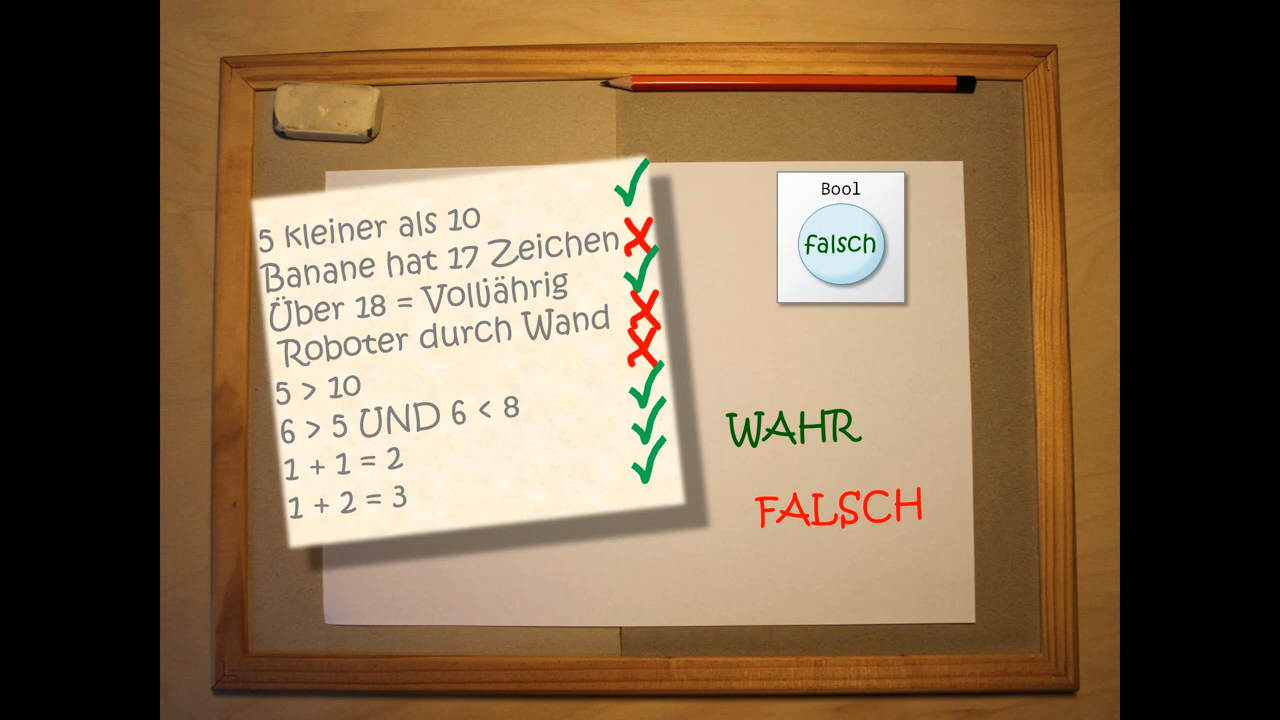 5 kleiner als 10
Banane hat 17 Zeichen
Über 18 = Volljährig
Roboter durch Wand
5 > 10
6 > 5 UND 6 < 8
1 + 1 = 2
1 + 2 = 3
Bool
falsch
WAHR
FALSCH